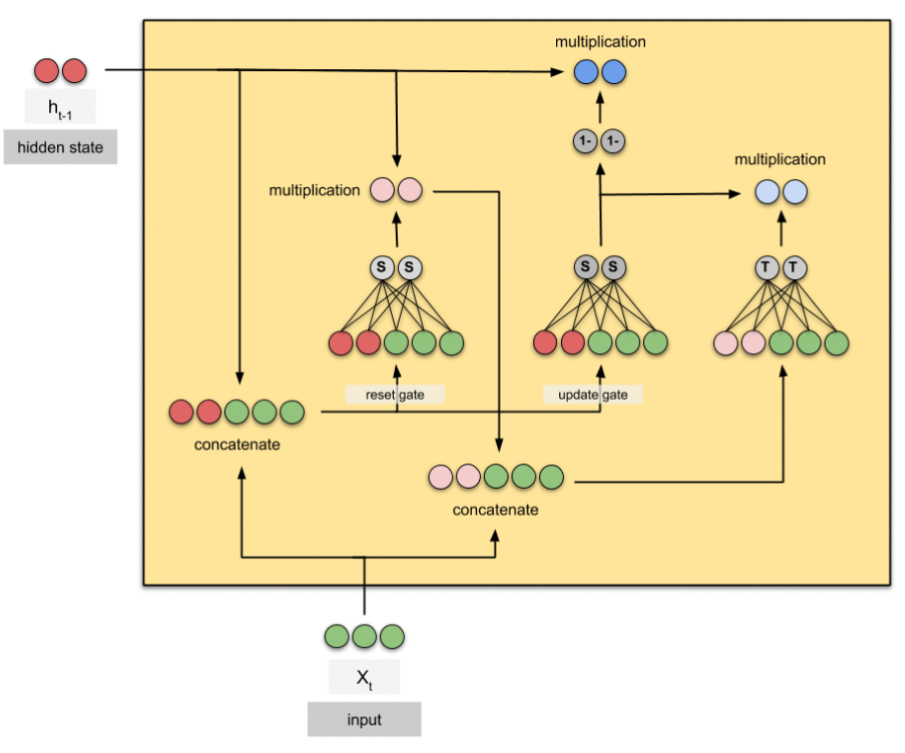 multiplication
h t-1
hidden state
1- 1-
multiplication
multiplication
S S
S S
T T
reset gate
update gate
concatenate
concatenate
X t
input